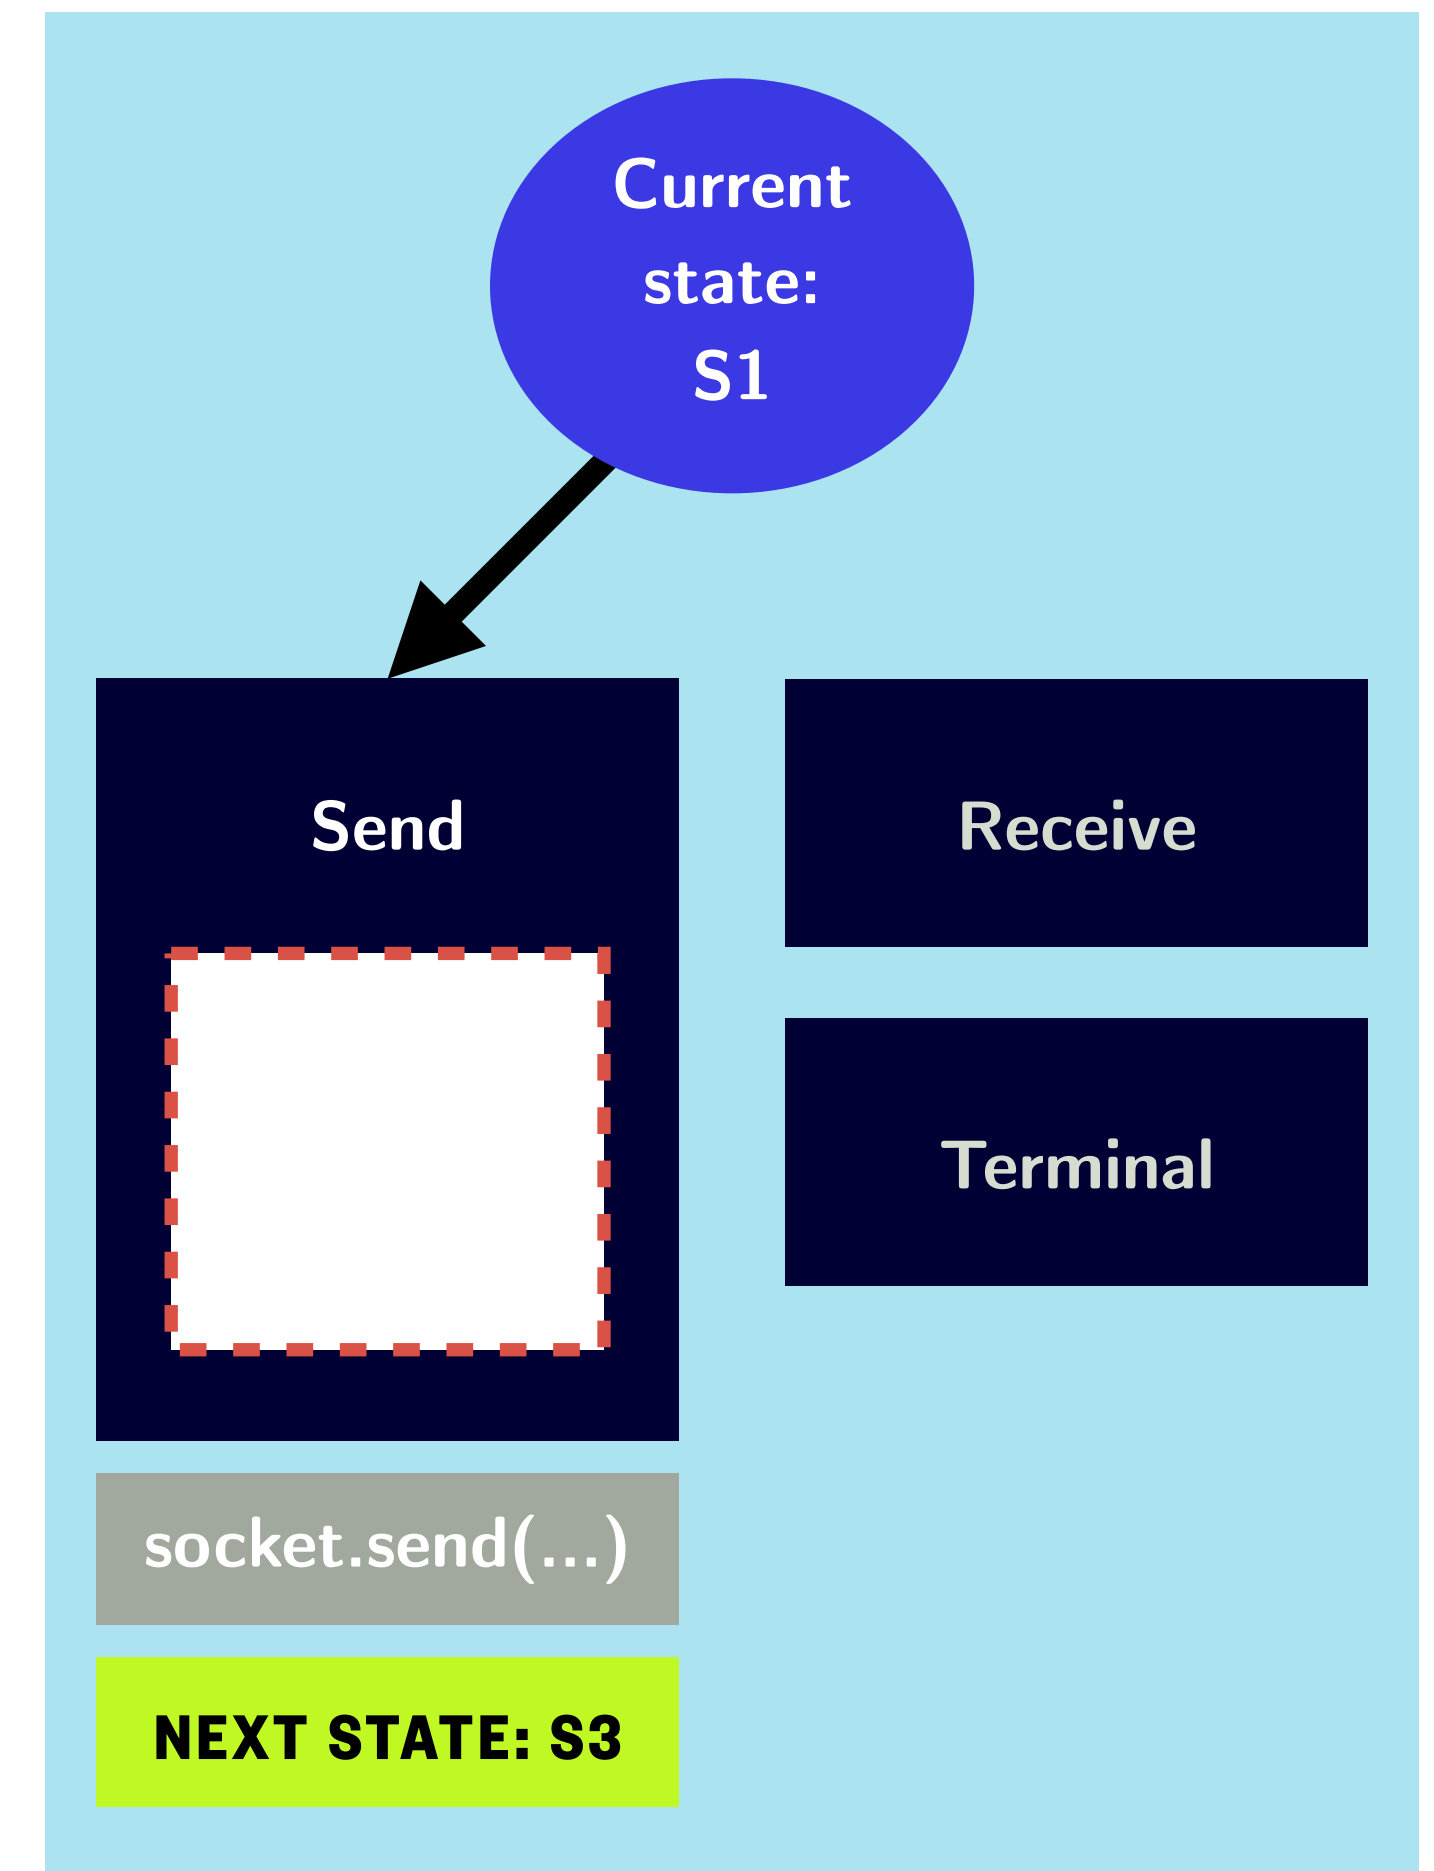 Current
state:
S1
Send
Receive
Terminal
socket.send(...)
NEXT STATE: S3